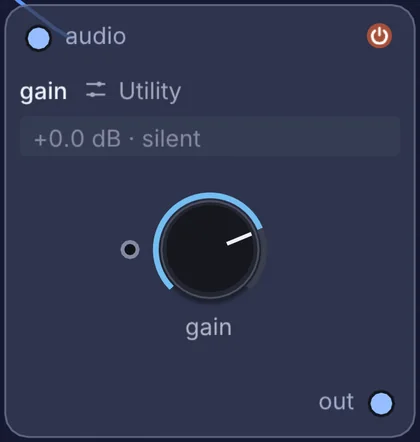 audio
gain Utility
+0.0 dB · silent
gain
out